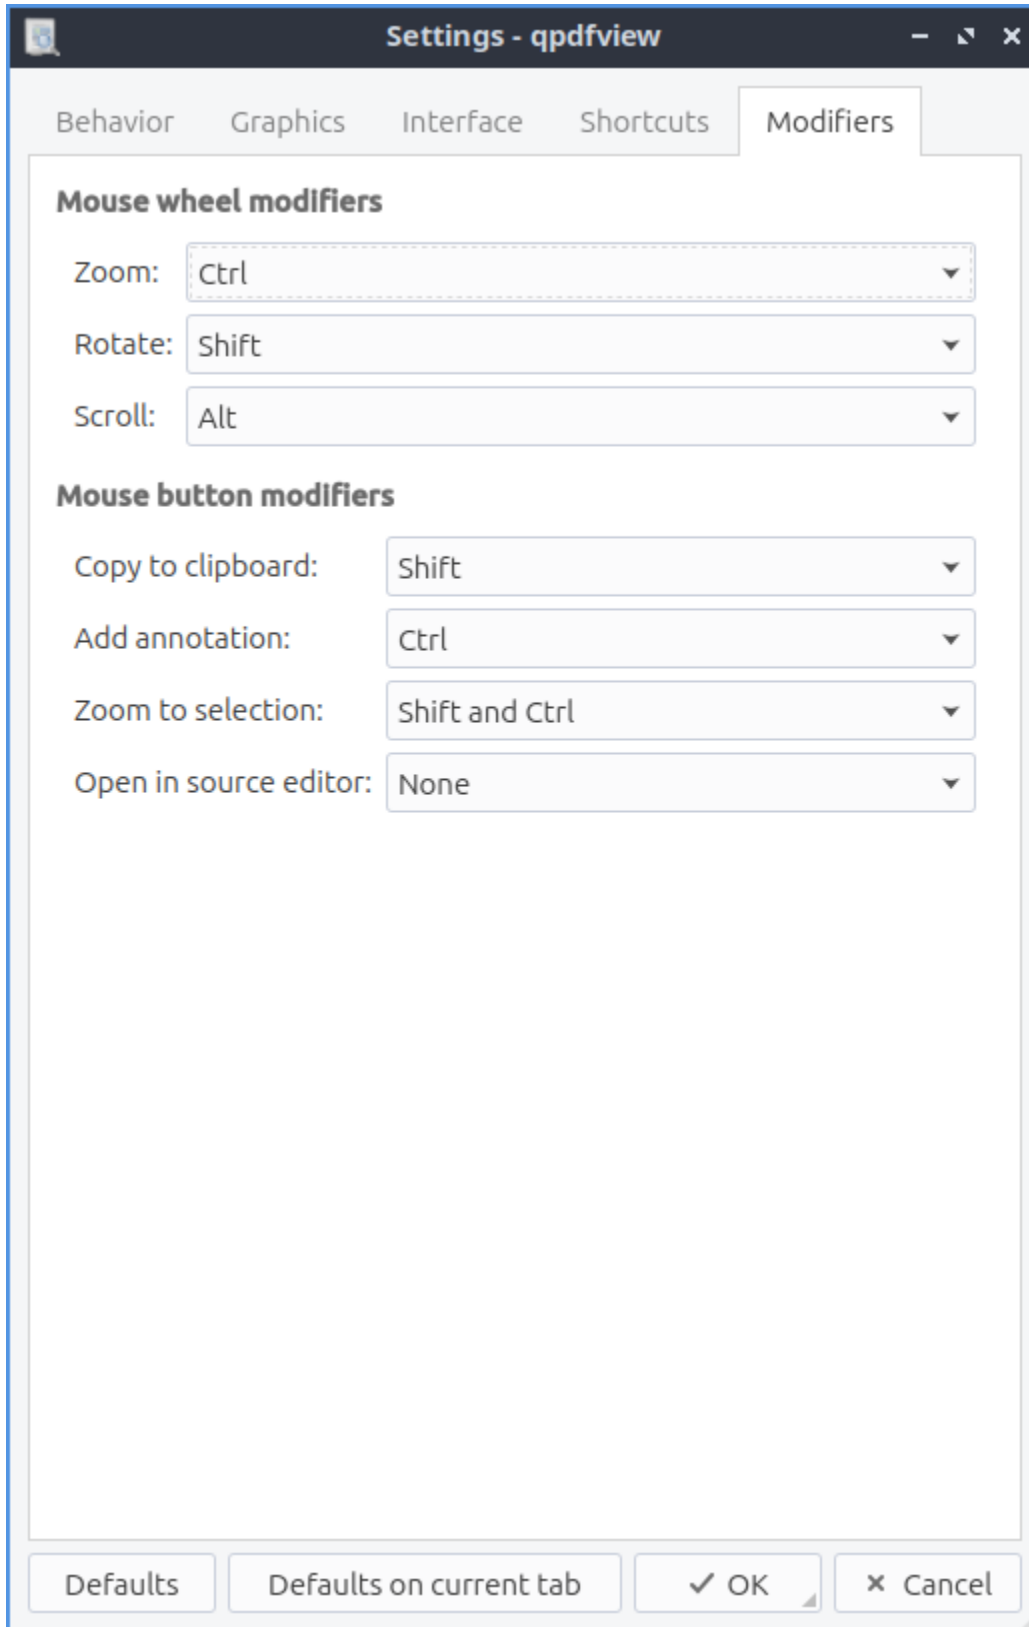 Settings - qpdfview
Behavior Graphics Interface Shortcuts Modifiers
Mouse wheel modifiers
Zoom: Ctrl
Rotate: Shift
Scroll: Alt
Mouse button modifiers
Copy to clipboard: Shift
Add annotation: Ctrl
Zoom to selection: Shift and Ctrl
Open in source editor: None
Defaults Defaults on current tab OK Cancel